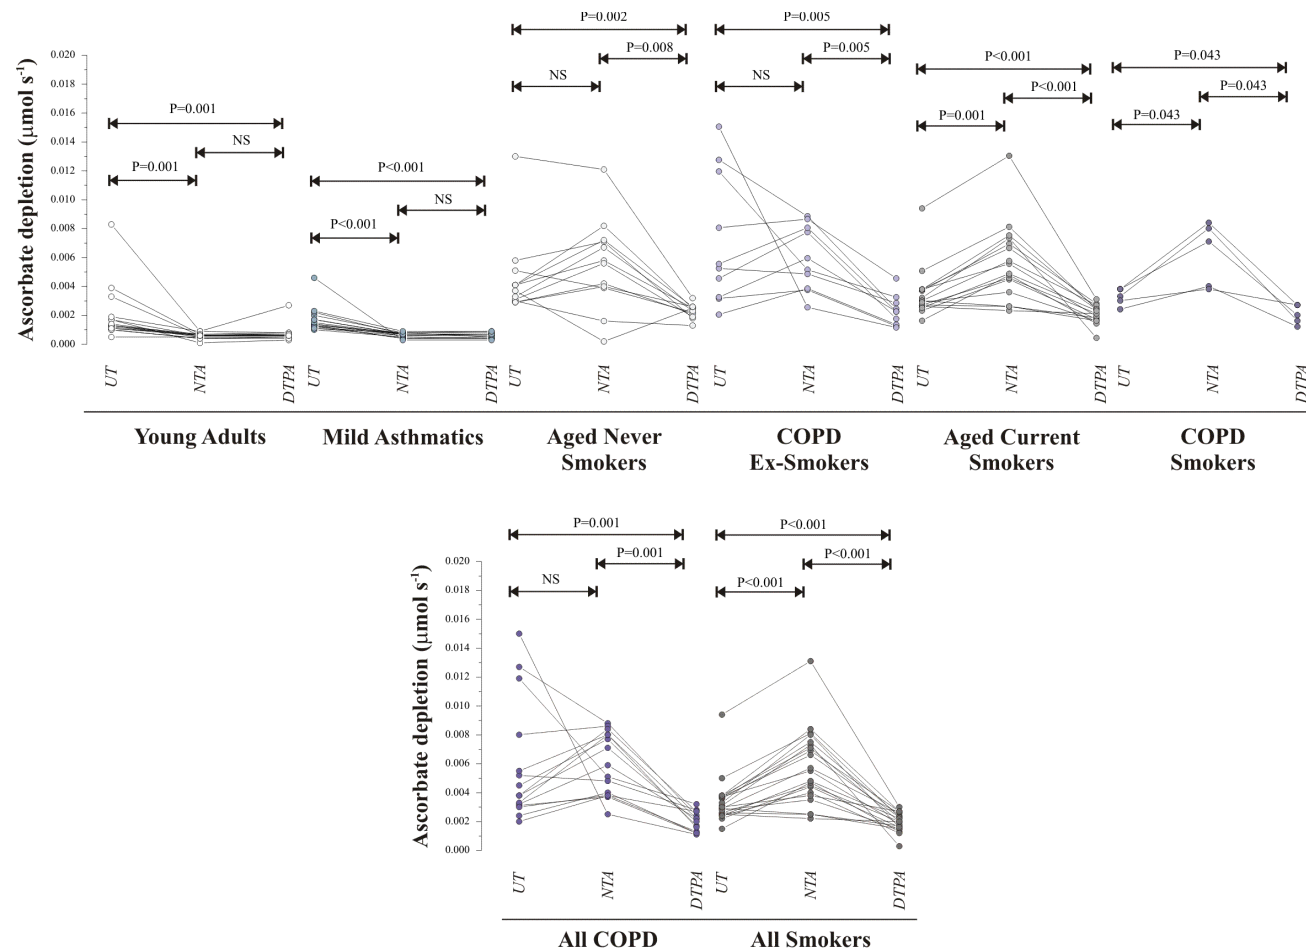 P=0.002
P=0.005
P=0.008
P=0.005
P<0.001
P=0.043
NS
NS
P<0.001
P=0.043
P=0.001
P=0.001
P=0.043
NS
P=0.001
P<0.001
NS
P<0.001
Ascorbate depletion (μmol s-1)
0.020
0.018
0.016
0.014
0.012
0.010
0.008
0.006
0.004
0.002
0.000
UT NTA DTPA UT NTA DTPA UT NTA DTPA UT NTA DTPA UT NTA DTPA UT NTA DTPA
Young Adults
Mild Asthmatics
Aged Never
Smokers
COPD
Ex-Smokers
Aged Current
Smokers
COPD
Smokers
P=0.001
P<0.001
P=0.001
P<0.001
NS
P<0.001
Ascorbate depletion (μmol s-1)
0.020
0.018
0.016
0.014
0.012
0.010
0.008
0.006
0.004
0.002
0.000
UT NTA DTPA UT NTA DTPA
All COPD
All Smokers